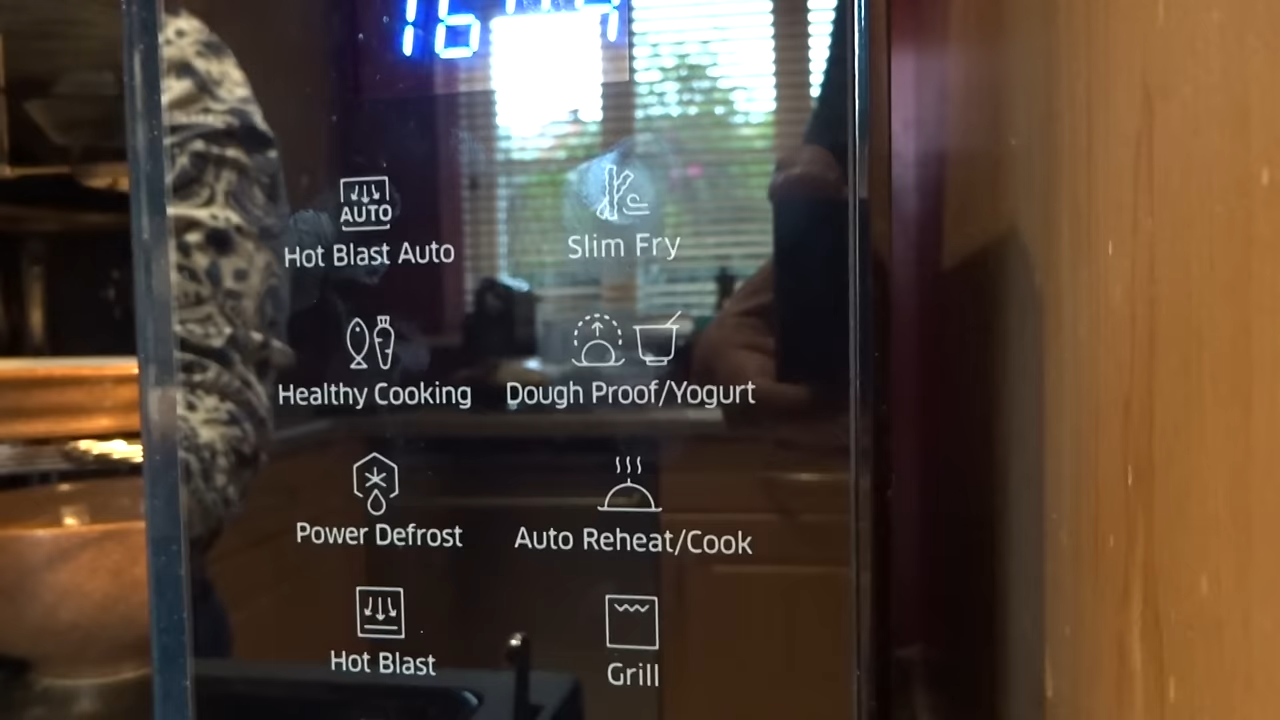 AUTO
Hot Blast Auto
Slim Fry
Healthy Cooking
Dough Proof/Yogurt
Power Defrost
Auto Reheat/Cook
Hot Blast
Grill